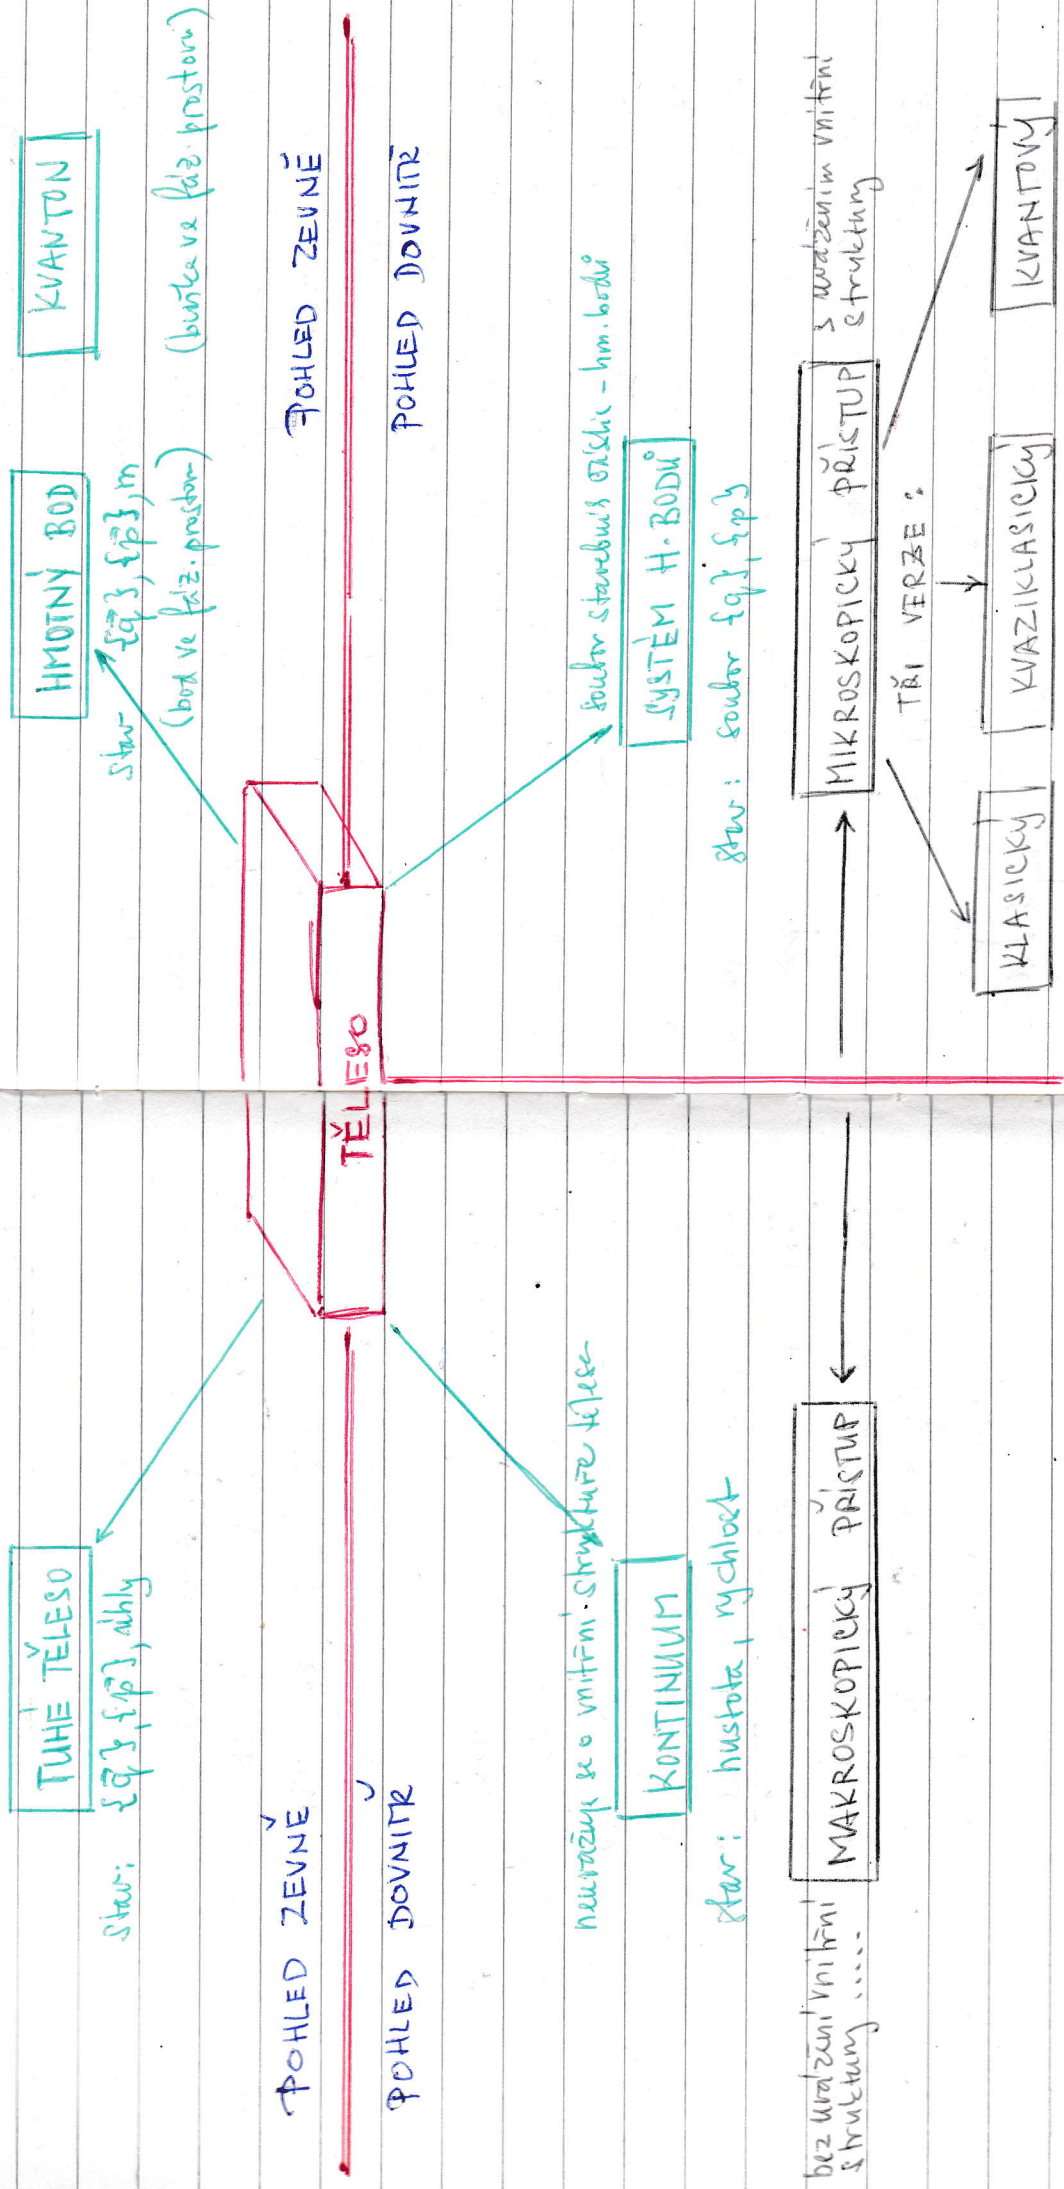 TUHÉ TĚLESO
stav: {q̄}, {p̄}, úhly
HMOTNÝ BOD
stav {q̄}, {p̄}, m
(bod ve fáz. prostoru)
KVANTON
(buňka ve fáz. prostoru)
POHLED ZEVNĚ
POHLED ZEVNĚ
TĚLESO
POHLED DOVNITŘ
POHLED DOVNITŘ
neuvažuje se o vnitřní struktuře tělesa
KONTINUUM
stav: hustota, rychlost
soubor stavebních částic - hm. bodů
SYSTÉM H. BODŮ
stav: soubor {q}, {p}
bez uvážení vnitřní
struktury .....
MAKROSKOPICKÝ PŘÍSTUP
MIKROSKOPICKÝ PŘÍSTUP
s uvážením vnitřní
struktury
TŘI VERZE:
KLASICKÝ
KVAZIKLASICKÝ
KVANTOVÝ